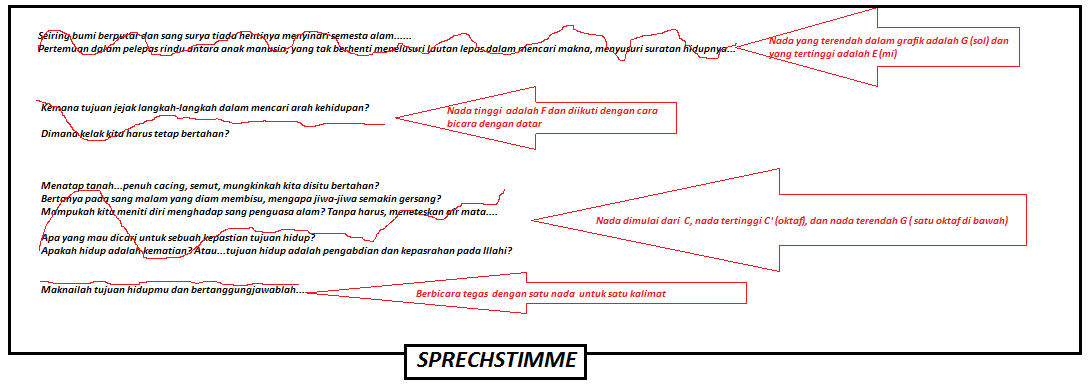 Seiring bumi berputar dan sang surya tiada hentinya menyinari semesta alam......
Pertemuan dalam pelepas rindu antara anak manusia, yang tak berhenti menelusuri lautan lepas dalam mencari makna, menyusuri suratan hidupnya...
Nada yang terendah dalam grafik adalah G (sol) dan
yang tertinggi adalah E (mi)
Kemana tujuan jejak langkah-langkah dalam mencari arah kehidupan?
Dimana kelak kita harus tetap bertahan?
Nada tinggi adalah F dan diikuti dengan cara
bicara dengan datar
Menatap tanah...penuh cacing, semut, mungkinkah kita disitu bertahan?
Bertanya pada sang malam yang diam membisu, mengapa jiwa-jiwa semakin gersang?
Mampukah kita meniti diri menghadap sang penguasa alam? Tanpa harus, meneteskan air mata....
Apa yang mau dicari untuk sebuah kepastian tujuan hidup?
Apakah hidup adalah kematian? Atau...tujuan hidup adalah pengabdian dan kepasrahan pada Illahi?
Nada dimulai dari C, nada tertinggi C' (oktaf), dan nada terendah G ( satu oktaf di bawah)
Maknailah tujuan hidupmu dan bertanggungjawablah....
Berbicara tegas dengan satu nada untuk satu kalimat
SPRECHSTIMME